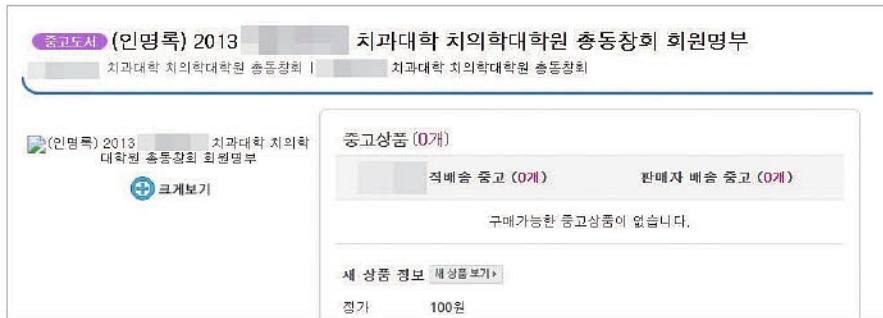 중고도서 (인명록) 2013 치과대학 치의학대학원 총동창회 회원명부
치과대학 치의학대학원 총동창회 | 치과대학 치의학대학원 총동창회
(인명록) 2013 치과대학 치의학
대학원 총동창회 회원명부
크게보기
중고상품 (0개)
직배송 중고 (0개) 판매자 배송 중고 (0개)
구매가능한 중고상품이 없습니다.
새 상품 정보 새 상품 보기
정가 100원